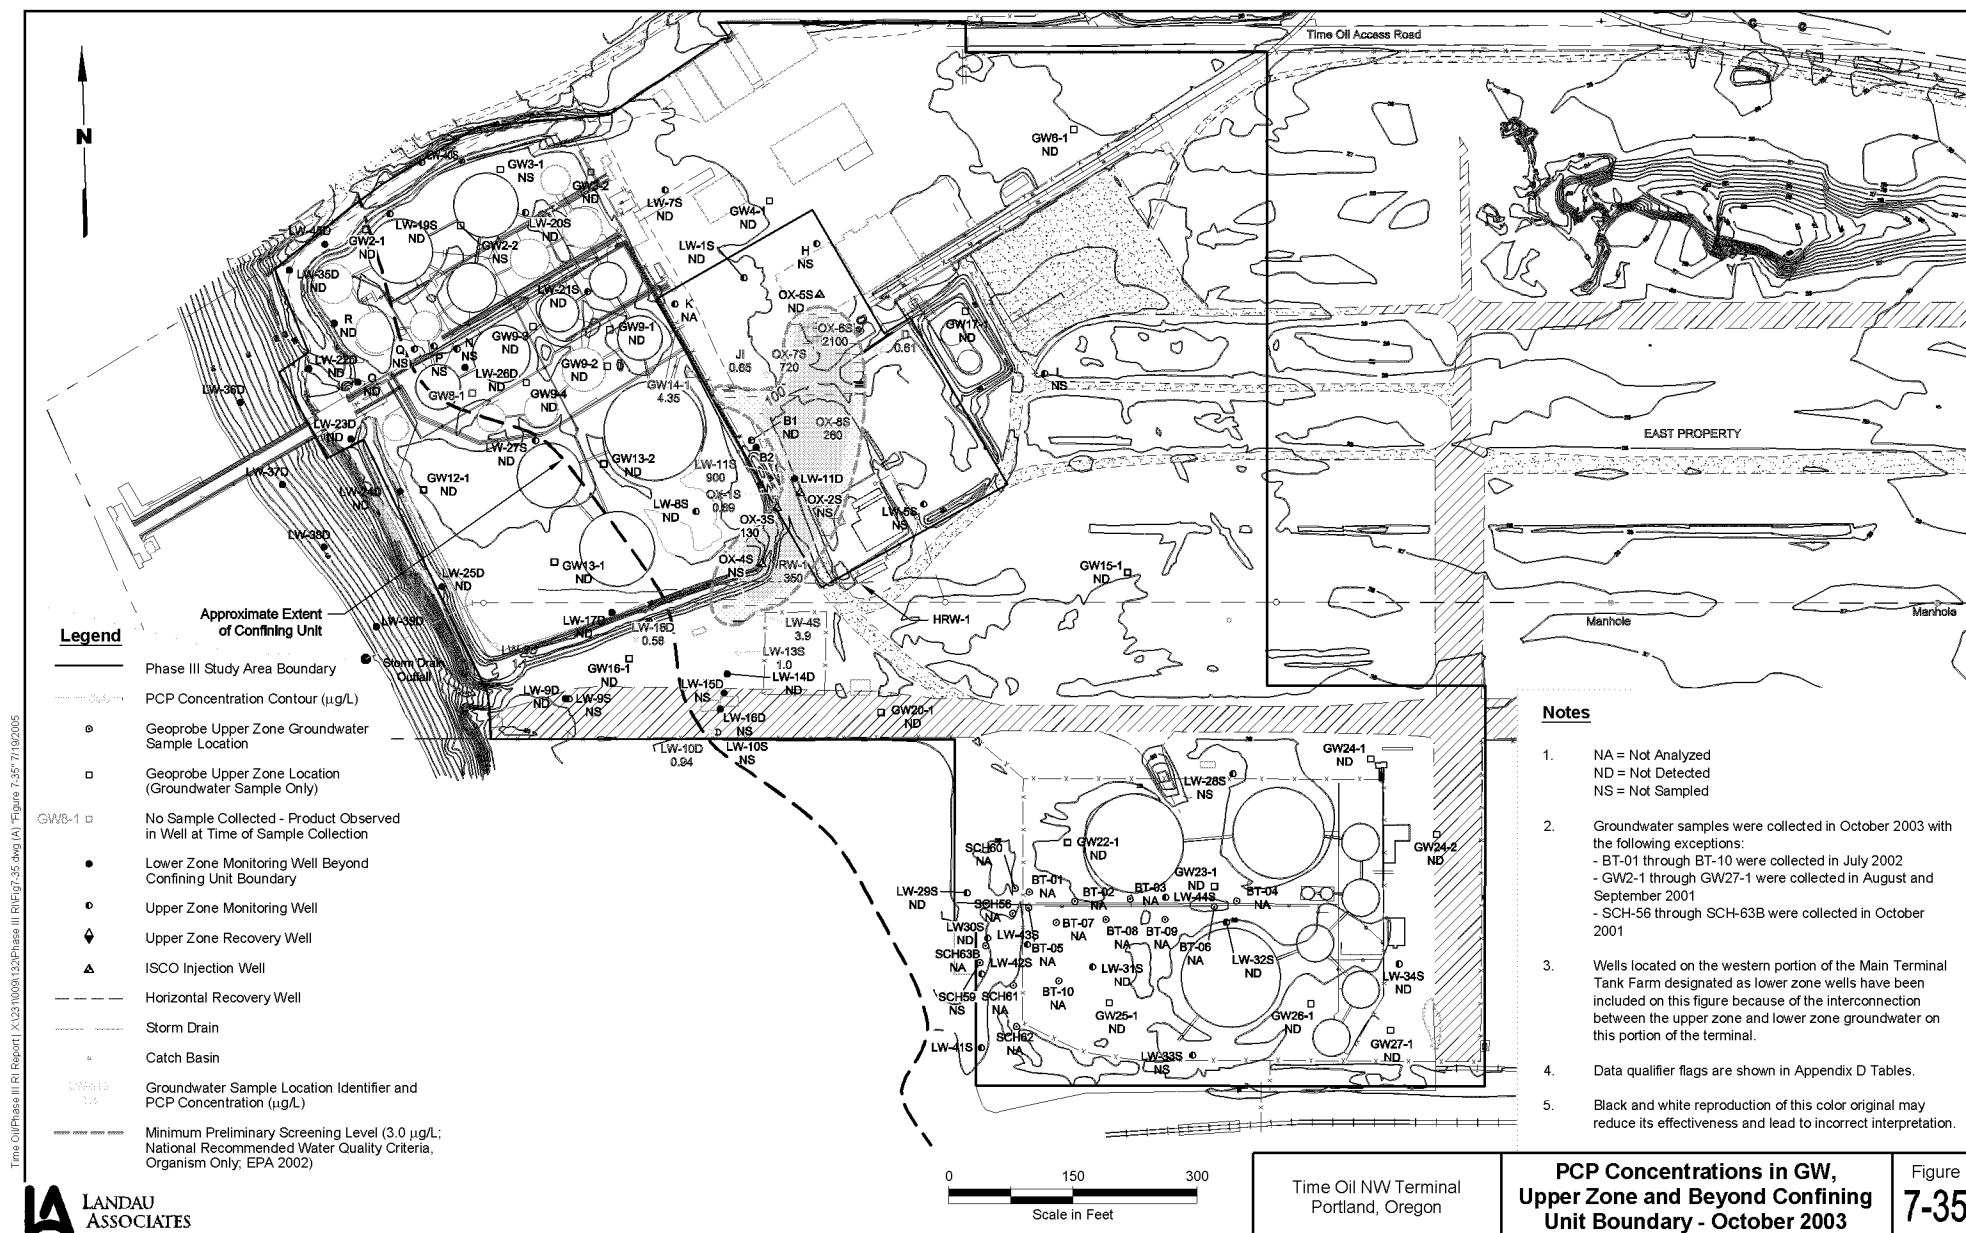 Time Oil Access Road
N
GW6-1
ND
LW-40S
GW3-1
NS
GW3-2
ND
LW-7S
ND
GW4-1
ND
LW-19S
ND
LW-20S
ND
GW2-1
ND
GW2-2
NS
LW-45D
LW-35D
ND
LW-1S
ND
H
NS
OX-5S
ND
LW-21S
ND
K
NA
R
ND
GW9-3
ND
GW9-1
ND
OX-6S
2100
0.61
GW17-1
ND
Q
NS
P
NS
N
NS
LW-22D
ND
O
ND
LW-26D
ND
GW9-2
ND
JI
0.65
OX-7S
720
100
I
NS
LW-36D
GW8-1
GW9-4
ND
GW14-1
4.35
LW-23D
ND
B1
ND
OX-8S
260
EAST PROPERTY
LW-27S
ND
B2
LW-37D
GW13-2
ND
LW-11S
900
LW-11D
GW12-1
ND
LW-24D
ND
OX-1S
0.69
OX-2S
NS
LW-8S
ND
LW-5S
NS
OX-3S
130
LW-38D
OX-4S
NS
RW-1
350
GW13-1
ND
LW-25D
ND
GW15-1
ND
Approximate Extent
of Confining Unit
LW-17D
ND
LW-18D
0.58
LW-4S
3.9
HRW-1
Manhole
Manhole
LW-39D
LW-13S
1.0
LW-14D
ND
Storm Drain
Outfall
GW16-1
ND
LW-15D
NS
LW-9D
ND
LW-9S
NS
LW-16D
NS
GW20-1
ND
LW-10D
0.94
LW-10S
NS
GW24-1
ND
LW-28S
NS
GW22-1
ND
GW24-2
ND
SCH60
NA
GW23-1
ND
LW-29S
ND
BT-01
NA
BT-02
NA
BT-03
NA
LW-44S
BT-04
NA
SCH56
NA
BT-07
NA
BT-08
NA
BT-09
NA
BT-06
NA
LW30S
ND
LW-43S
BT-05
NA
SCH63B
NA
LW-42S
LW-31S
ND
LW-32S
ND
LW-34S
ND
SCH59
NS
SCH61
NA
BT-10
NA
GW25-1
ND
GW26-1
ND
GW27-1
ND
SCH62
NA
LW-41S
LW-33S
NS
Legend
Phase III Study Area Boundary
PCP Concentration Contour (µg/L)
Geoprobe Upper Zone Groundwater
Sample Location
Geoprobe Upper Zone Location
(Groundwater Sample Only)
GW8-1
No Sample Collected - Product Observed
in Well at Time of Sample Collection
Lower Zone Monitoring Well Beyond
Confining Unit Boundary
Upper Zone Monitoring Well
Upper Zone Recovery Well
ISCO Injection Well
Horizontal Recovery Well
Storm Drain
Catch Basin
Groundwater Sample Location Identifier and
PCP Concentration (µg/L)
Minimum Preliminary Screening Level (3.0 µg/L;
National Recommended Water Quality Criteria,
Organism Only; EPA 2002)
Notes
1. NA = Not Analyzed
ND = Not Detected
NS = Not Sampled
2. Groundwater samples were collected in October 2003 with
the following exceptions:
- BT-01 through BT-10 were collected in July 2002
- GW2-1 through GW27-1 were collected in August and
September 2001
- SCH-56 through SCH-63B were collected in October
2001
3. Wells located on the western portion of the Main Terminal
Tank Farm designated as lower zone wells have been
included on this figure because of the interconnection
between the upper zone and lower zone groundwater on
this portion of the terminal.
4. Data qualifier flags are shown in Appendix D Tables.
5. Black and white reproduction of this color original may
reduce its effectiveness and lead to incorrect interpretation.
LANDAU
ASSOCIATES
0 150 300
Scale in Feet
Time Oil NW Terminal
Portland, Oregon
PCP Concentrations in GW,
Upper Zone and Beyond Confining
Unit Boundary - October 2003
Figure
7-35